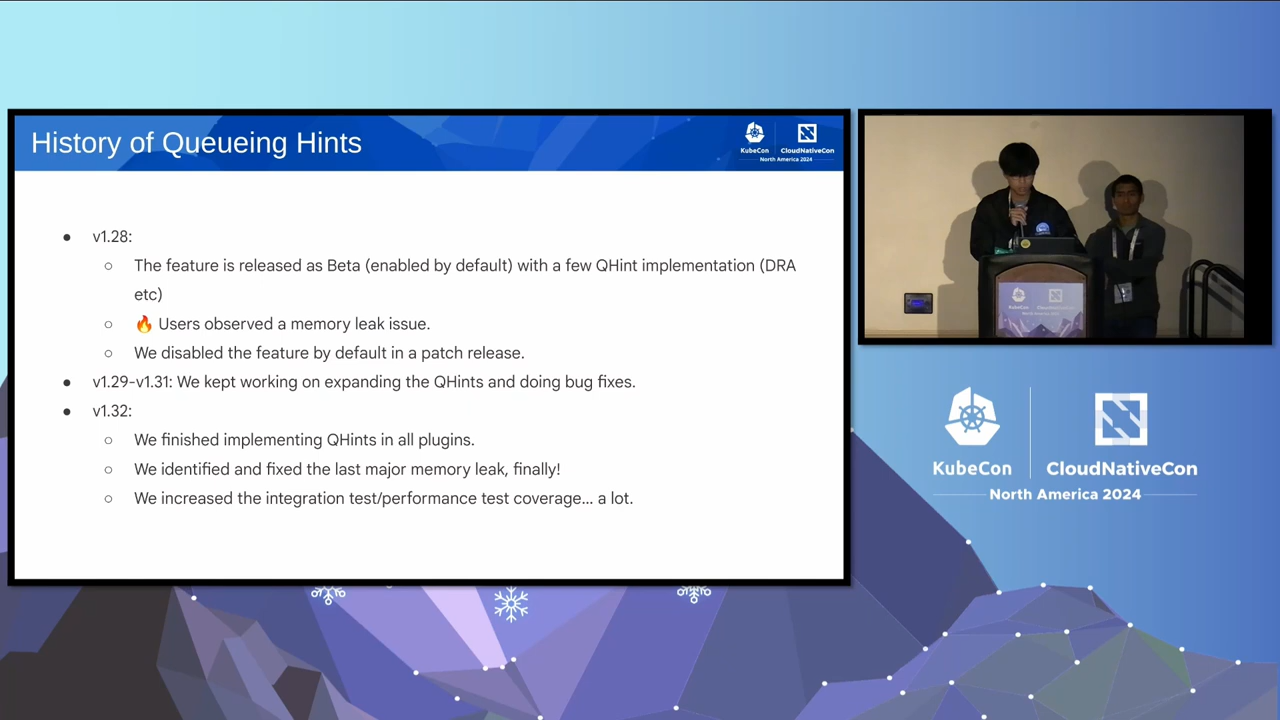 History of Queueing Hints
KubeCon
CloudNativeCon
North America 2024
● v1.28:
○ The feature is released as Beta (enabled by default) with a few QHint implementation (DRA
etc)
○ 🔥 Users observed a memory leak issue.
○ We disabled the feature by default in a patch release.
● v1.29-v1.31: We kept working on expanding the QHints and doing bug fixes.
● v1.32:
○ We finished implementing QHints in all plugins.
○ We identified and fixed the last major memory leak, finally!
○ We increased the integration test/performance test coverage... a lot.
KubeCon
CloudNativeCon
North America 2024